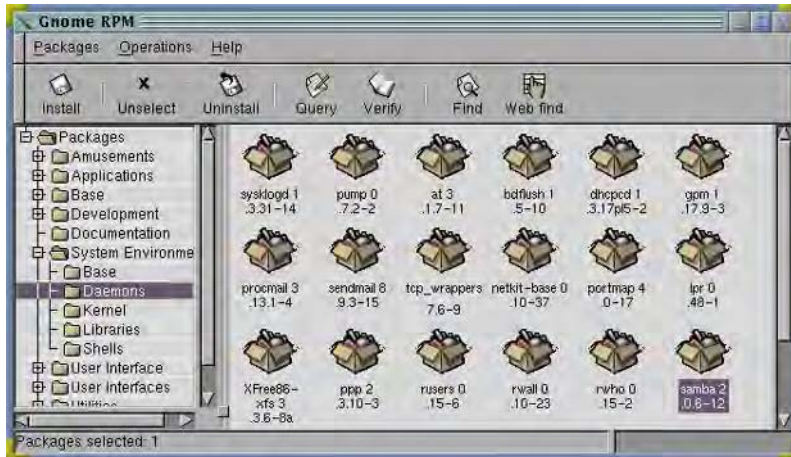 Gnome RPM
Packages Operations Help
Install Unselect Uninstall Query Verify Find Web find
Packages
Amusements
Applications
Base
Development
Documentation
System Environme
Base
Daemons
Kernel
Libraries
Shells
User Interface
User Interfaces
Utilities
sysklogd 1
.3.31-14
pump 0
.7.2-2
at 3
.1.7-11
bdflush 1
.5-10
dhcpcd 1
.3.17pl5-2
gpm 1
.17.9-3
procmail 3
.13.1-4
sendmail 8
.9.3-15
tcp_wrappers
7.6-9
netkit-base 0
.10-37
portmap 4
.0-17
lpr 0
.48-1
XFree86-
xfs 3
.3.6-8a
ppp 2
.3.10-3
rusers 0
.15-6
rwall 0
.10-23
rwho 0
.15-2
samba 2
.0.6-12
Packages selected: 1